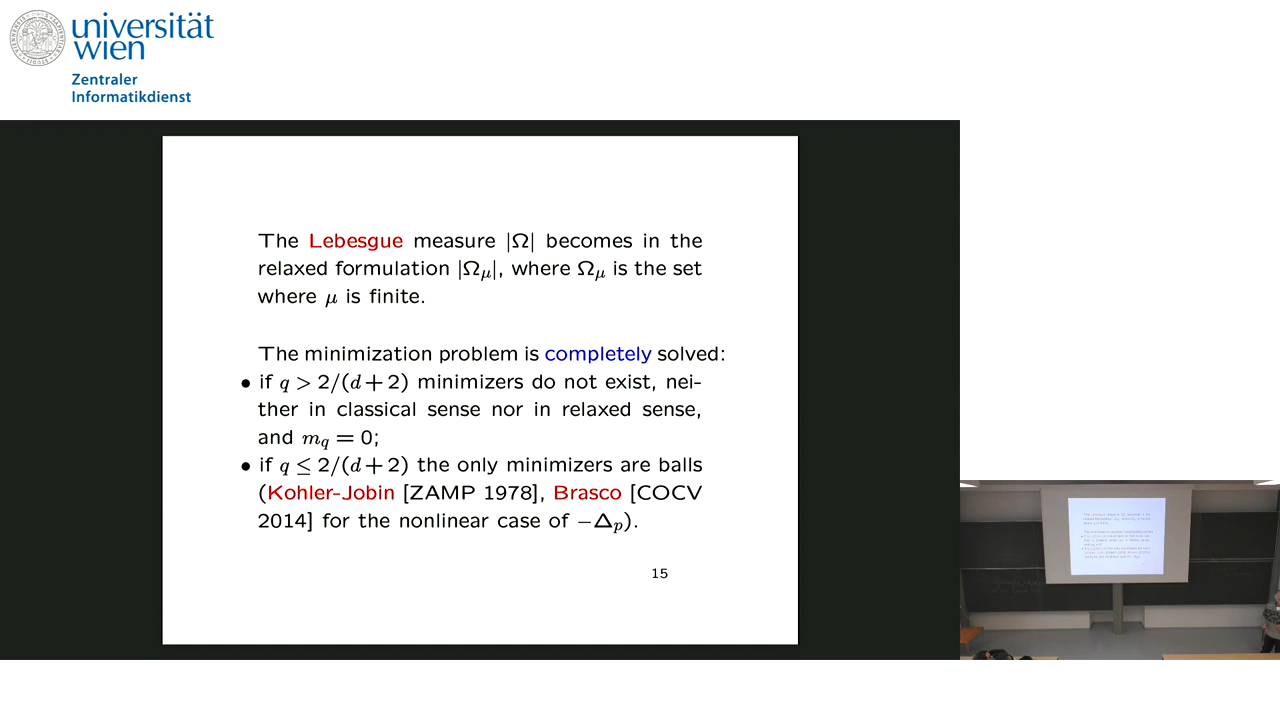 universität
wien
Zentraler
Informatikdienst
The Lebesgue measure |Ω| becomes in the
relaxed formulation |Ω_μ|, where Ω_μ is the set
where μ is finite.
The minimization problem is completely solved:
• if q > 2/(d + 2) minimizers do not exist, nei-
ther in classical sense nor in relaxed sense,
and m_q = 0;
• if q ≤ 2/(d + 2) the only minimizers are balls
(Kohler-Jobin [ZAMP 1978], Brasco [COCV
2014] for the nonlinear case of −Δ_p).
15